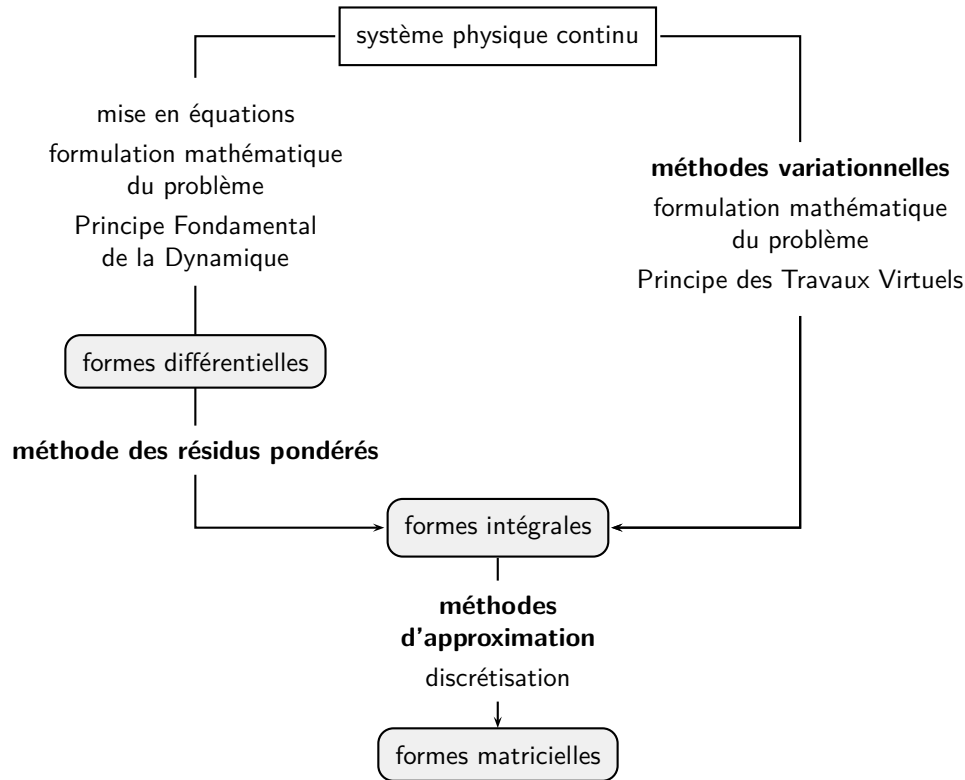 système physique continu
mise en équations
formulation mathématique
du problème
Principe Fondamental
de la Dynamique
méthodes variationnelles
formulation mathématique
du problème
Principe des Travaux Virtuels
formes différentielles
méthode des résidus pondérés
formes intégrales
méthodes
d'approximation
discrétisation
formes matricielles